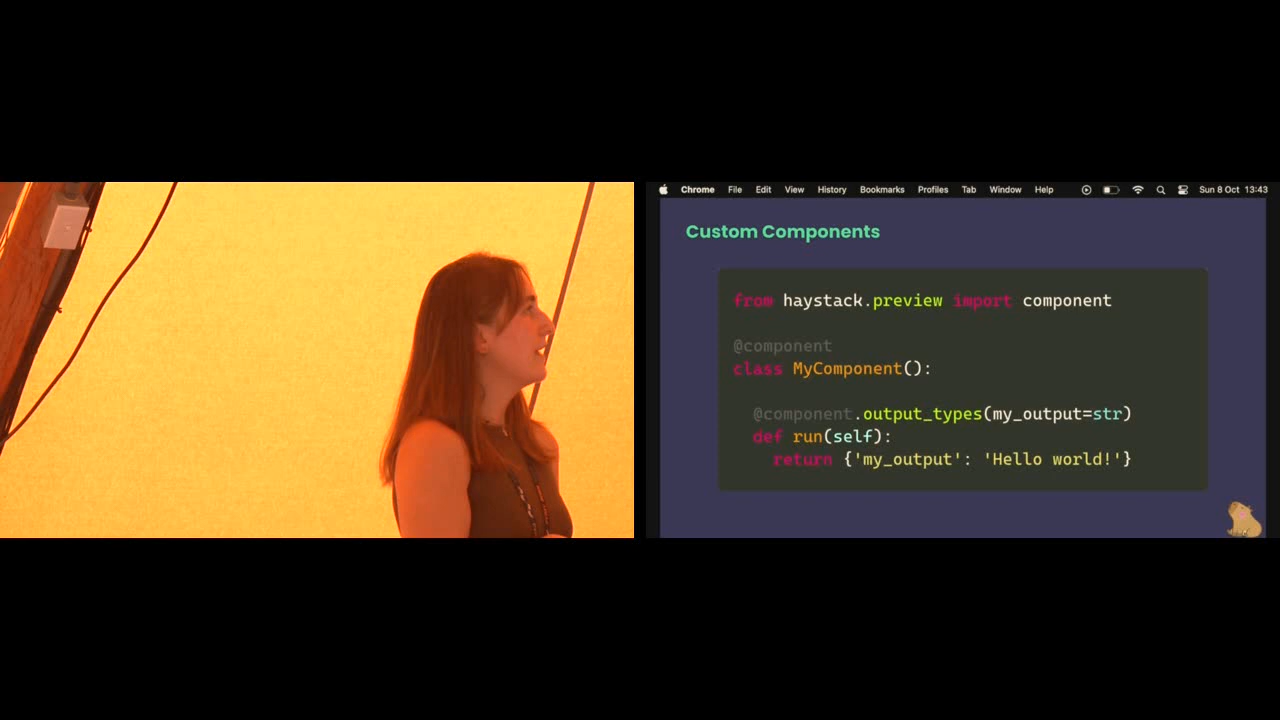 Chrome File Edit View History Bookmarks Profiles Tab Window Help Sun 8 Oct 13:43
Custom Components
from haystack.preview import component
@component
class MyComponent():
@component.output_types(my_output=str)
def run(self):
return {'my_output': 'Hello world!'}